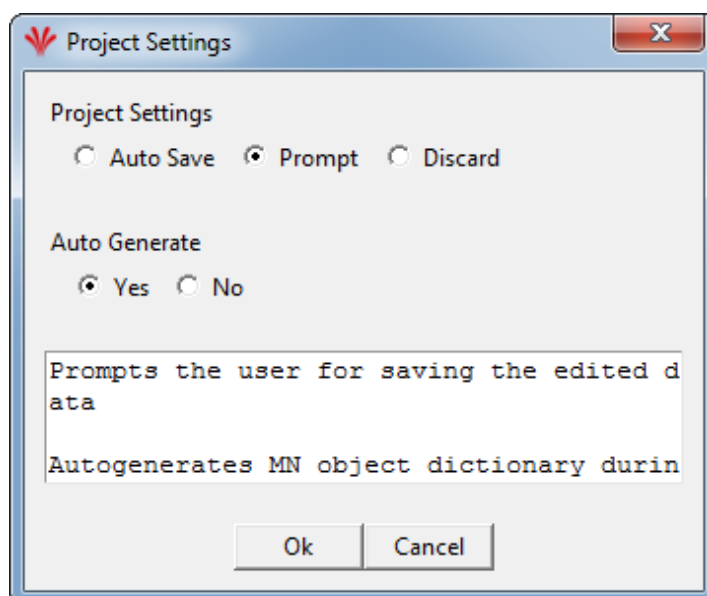 Project Settings
Project Settings
Auto Save Prompt Discard
Auto Generate
Yes No
Prompts the user for saving the edited d
ata
Autogenerates MN object dictionary durin
Ok Cancel